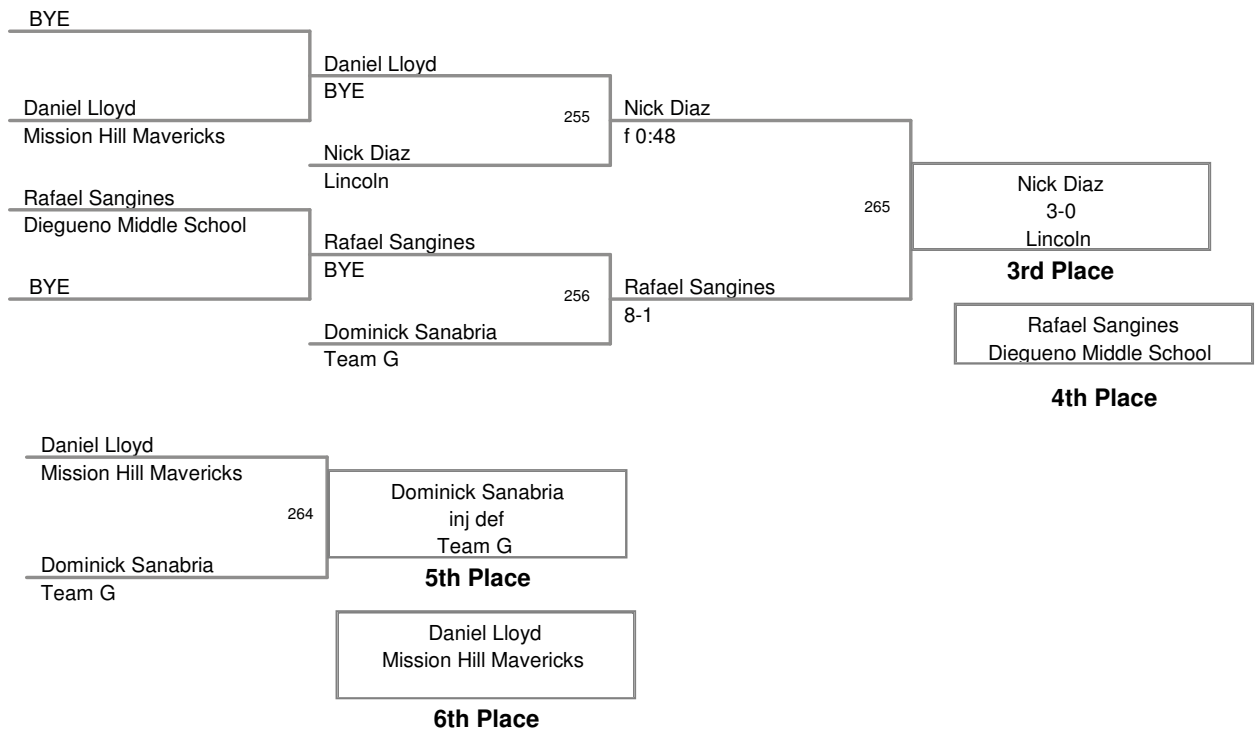 BYE
Daniel Lloyd
BYE
Daniel Lloyd
Mission Hill Mavericks
255
Nick Diaz
f 0:48
Nick Diaz
Lincoln
Rafael Sangines
Diegueno Middle School
265
Nick Diaz
3-0
Lincoln
3rd Place
Rafael Sangines
BYE
BYE
256
Rafael Sangines
8-1
Dominick Sanabria
Team G
Rafael Sangines
Diegueno Middle School
4th Place
Daniel Lloyd
Mission Hill Mavericks
264
Dominick Sanabria
inj def
Team G
5th Place
Dominick Sanabria
Team G
Daniel Lloyd
Mission Hill Mavericks
6th Place